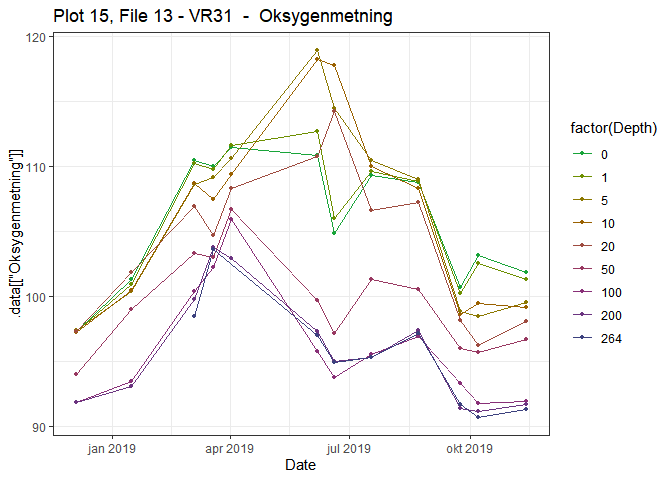 Plot 15, File 13 - VR31  -  Oksygenmetning
.data[["Oksygenmetning"]]
120
110
100
90
jan 2019
apr 2019
jul 2019
okt 2019
Date
factor(Depth)
0
1
5
10
20
50
100
200
264